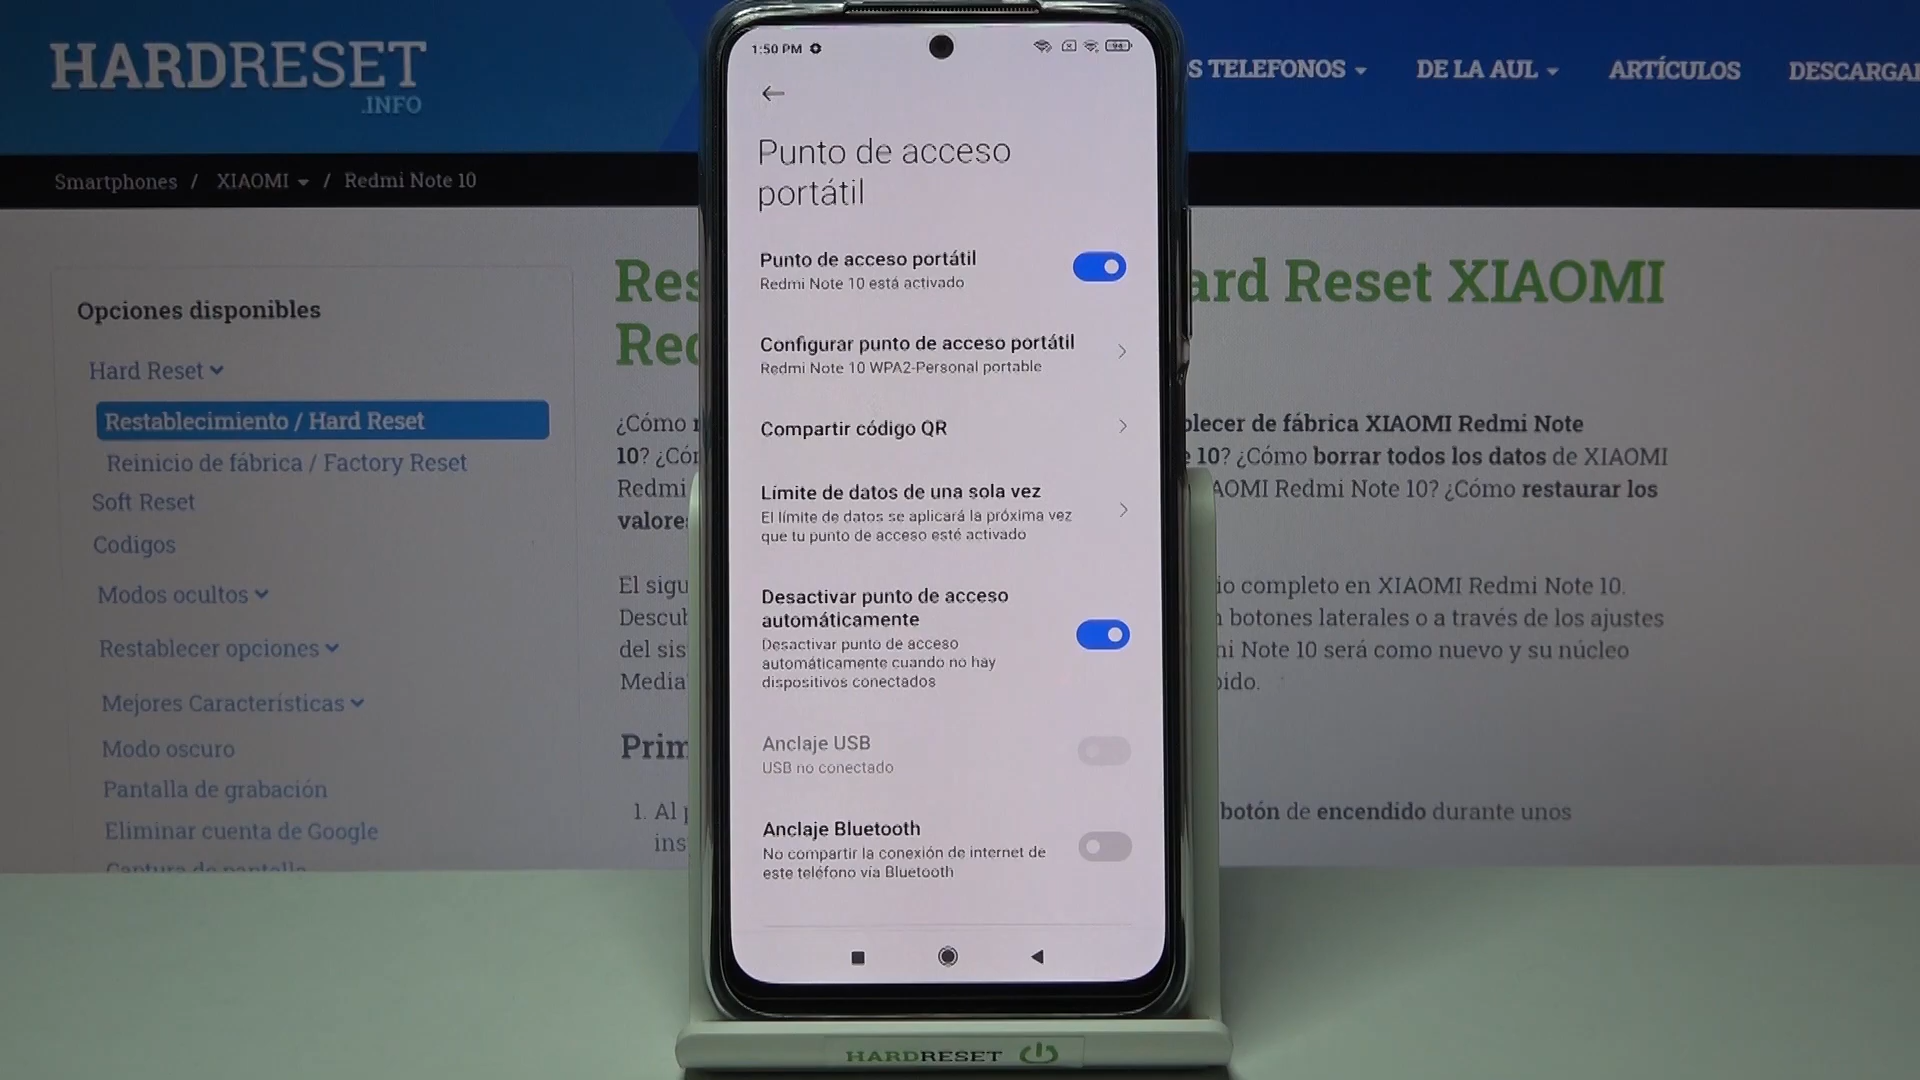 HARDRESET
.INFO
S TELEFONOS
DE LA AUL
ARTÍCULOS
DESCARGA
Smartphones / XIAOMI / Redmi Note 10
Opciones disponibles
Hard Reset
Restablecimiento / Hard Reset
Reinicio de fábrica / Factory Reset
Soft Reset
Codigos
Modos ocultos
Restablecer opciones
Mejores Características
Modo oscuro
Pantalla de grabación
Eliminar cuenta de Google
Captura de pantalla
1:50 PM
94
Punto de acceso
portátil
Punto de acceso portátil
Redmi Note 10 está activado
Configurar punto de acceso portátil
Redmi Note 10 WPA2-Personal portable
Compartir código QR
Límite de datos de una sola vez
El límite de datos se aplicará la próxima vez
que tu punto de acceso esté activado
Desactivar punto de acceso
automáticamente
Desactivar punto de acceso
automáticamente cuando no hay
dispositivos conectados
Anclaje USB
USB no conectado
Anclaje Bluetooth
No compartir la conexión de internet de
este teléfono vía Bluetooth
Res ard Reset XIAOMI
Rec
¿Cómo blecer de fábrica XIAOMI Redmi Note
10? ¿Cór 10? ¿Cómo borrar todos los datos de XIAOMI
Redmi AOMI Redmi Note 10? ¿Cómo restaurar los
valores
El sigu io completo en XIAOMI Redmi Note 10.
Descub botones laterales o a través de los ajustes
del sis mi Note 10 será como nuevo y su núcleo
Media pido.
Prim
1. Al p botón de encendido durante unos
ins
HARDRESET